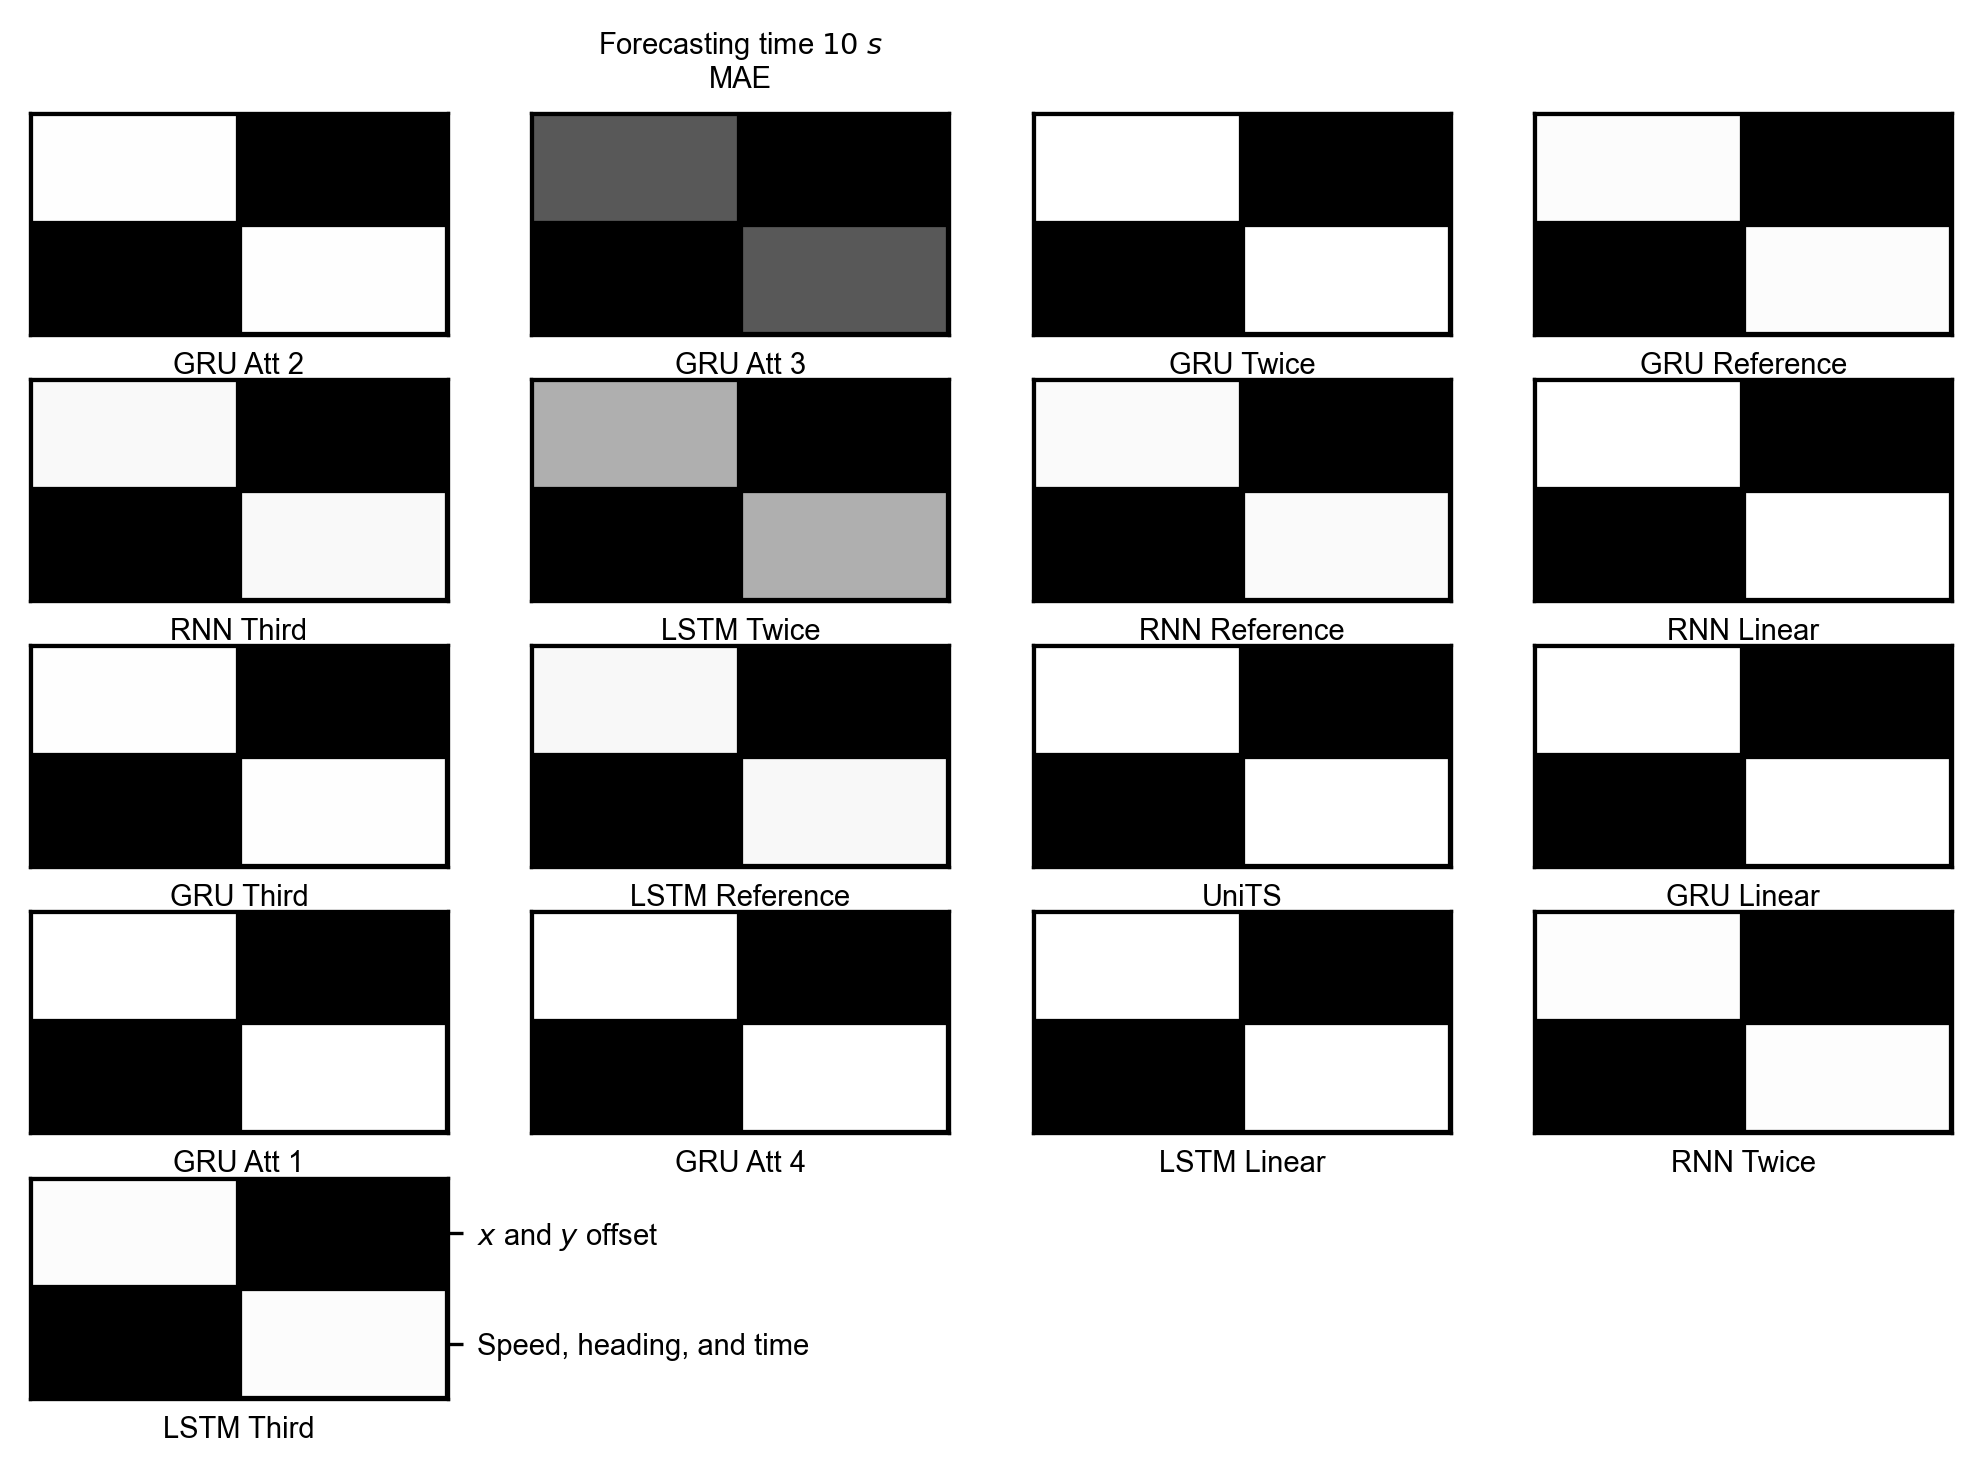 Forecasting time 10 s
MAE
GRU Att 2
GRU Att 3
GRU Twice
GRU Reference
RNN Third
LSTM Twice
RNN Reference
RNN Linear
GRU Third
LSTM Reference
UniTS
GRU Linear
GRU Att 1
GRU Att 4
LSTM Linear
RNN Twice
x and y offset
Speed, heading, and time
LSTM Third